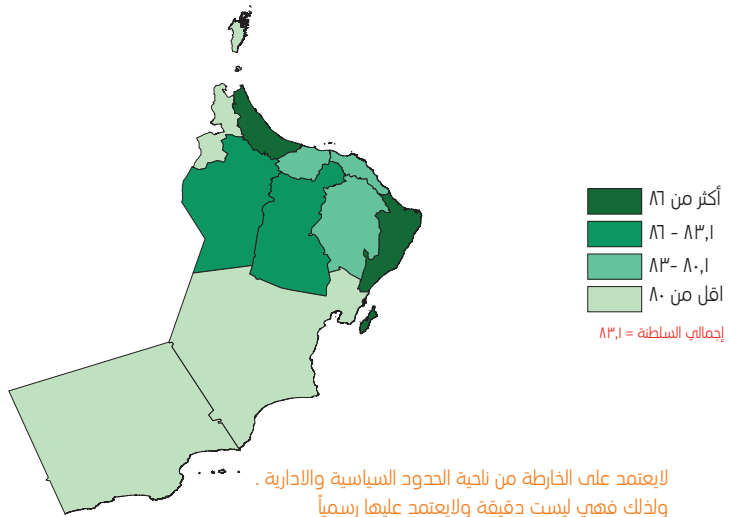 أكثر من ٨٦
٨٣,١ - ٨٦
٨٠,١ -٨٣
اقل من ٨٠
إجمالي السلطنة = ٨٣,١
لايعتمد على الخارطة من ناحية الحدود السياسية والادارية .
ولذلك فهي ليست دقيقة ولايعتمد عليها رسمياً